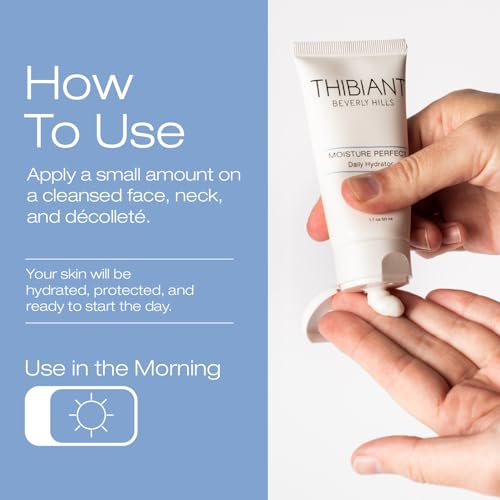 How
To Use
Apply a small amount on
a cleansed face, neck,
and décolleté.
Your skin will be
hydrated, protected, and
ready to start the day.
Use in the Morning
THIBIANT
BEVERLY HILLS
MOISTURE PERFECT
Daily Hydrator